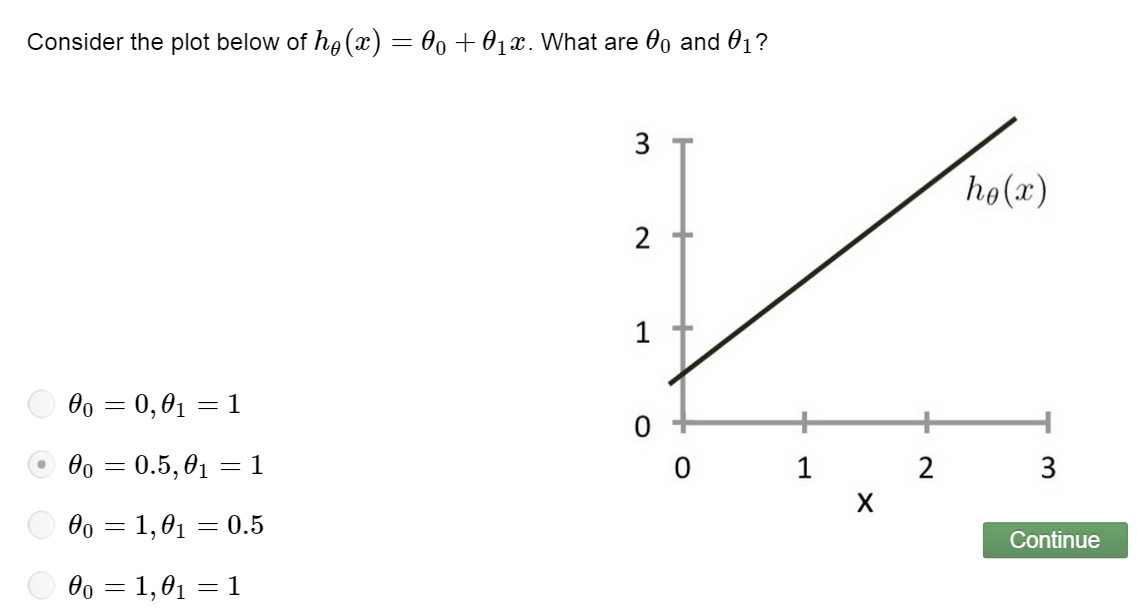 Consider the plot below of hθ(x) = θ0 + θ1x. What are θ0 and θ1?
3
hθ(x)
2
1
0
0 1 2 3
x
θ0 = 0, θ1 = 1
θ0 = 0.5, θ1 = 1
θ0 = 1, θ1 = 0.5
θ0 = 1, θ1 = 1
Continue